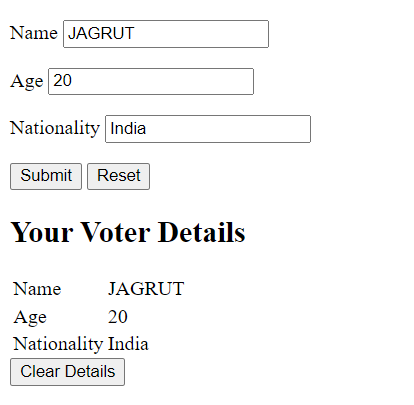 Name JAGRUT
Age 20
Nationality India
Submit Reset
Your Voter Details
Name JAGRUT
Age 20
Nationality India
Clear Details